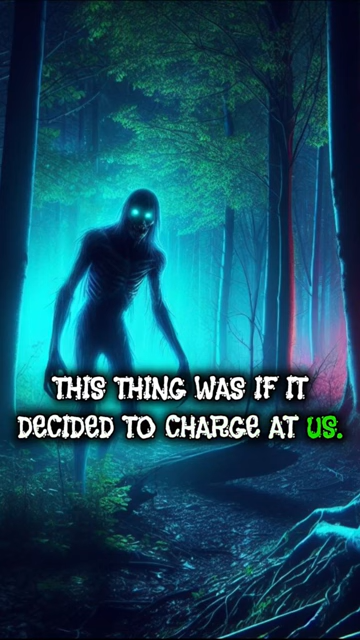 THIS THING WAS IF IT
DECIDED TO CHARGE AT US.